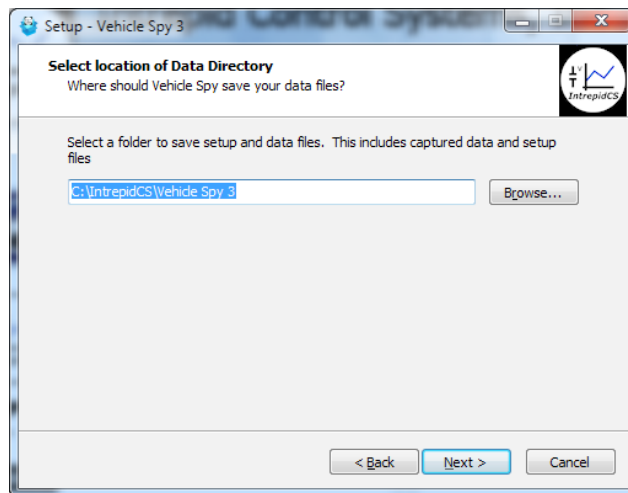 Setup - Vehicle Spy 3
Select location of Data Directory
Where should Vehicle Spy save your data files?
IntrepidCS
Select a folder to save setup and data files. This includes captured data and setup
files
C:\IntrepidCS\Vehicle Spy 3
Browse...
< Back
Next >
Cancel